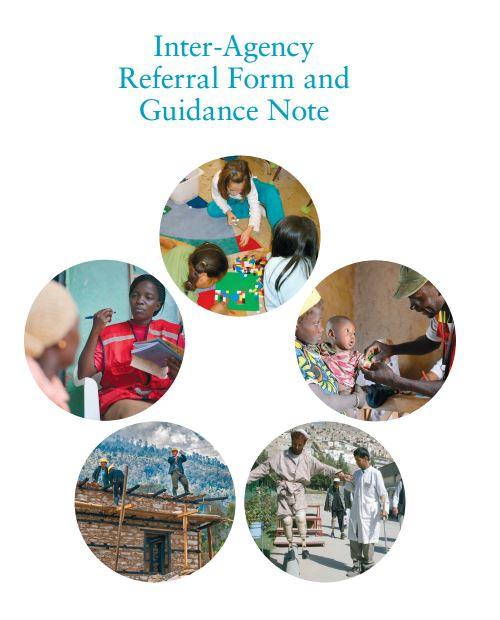 Inter-Agency
Referral Form and
Guidance Note